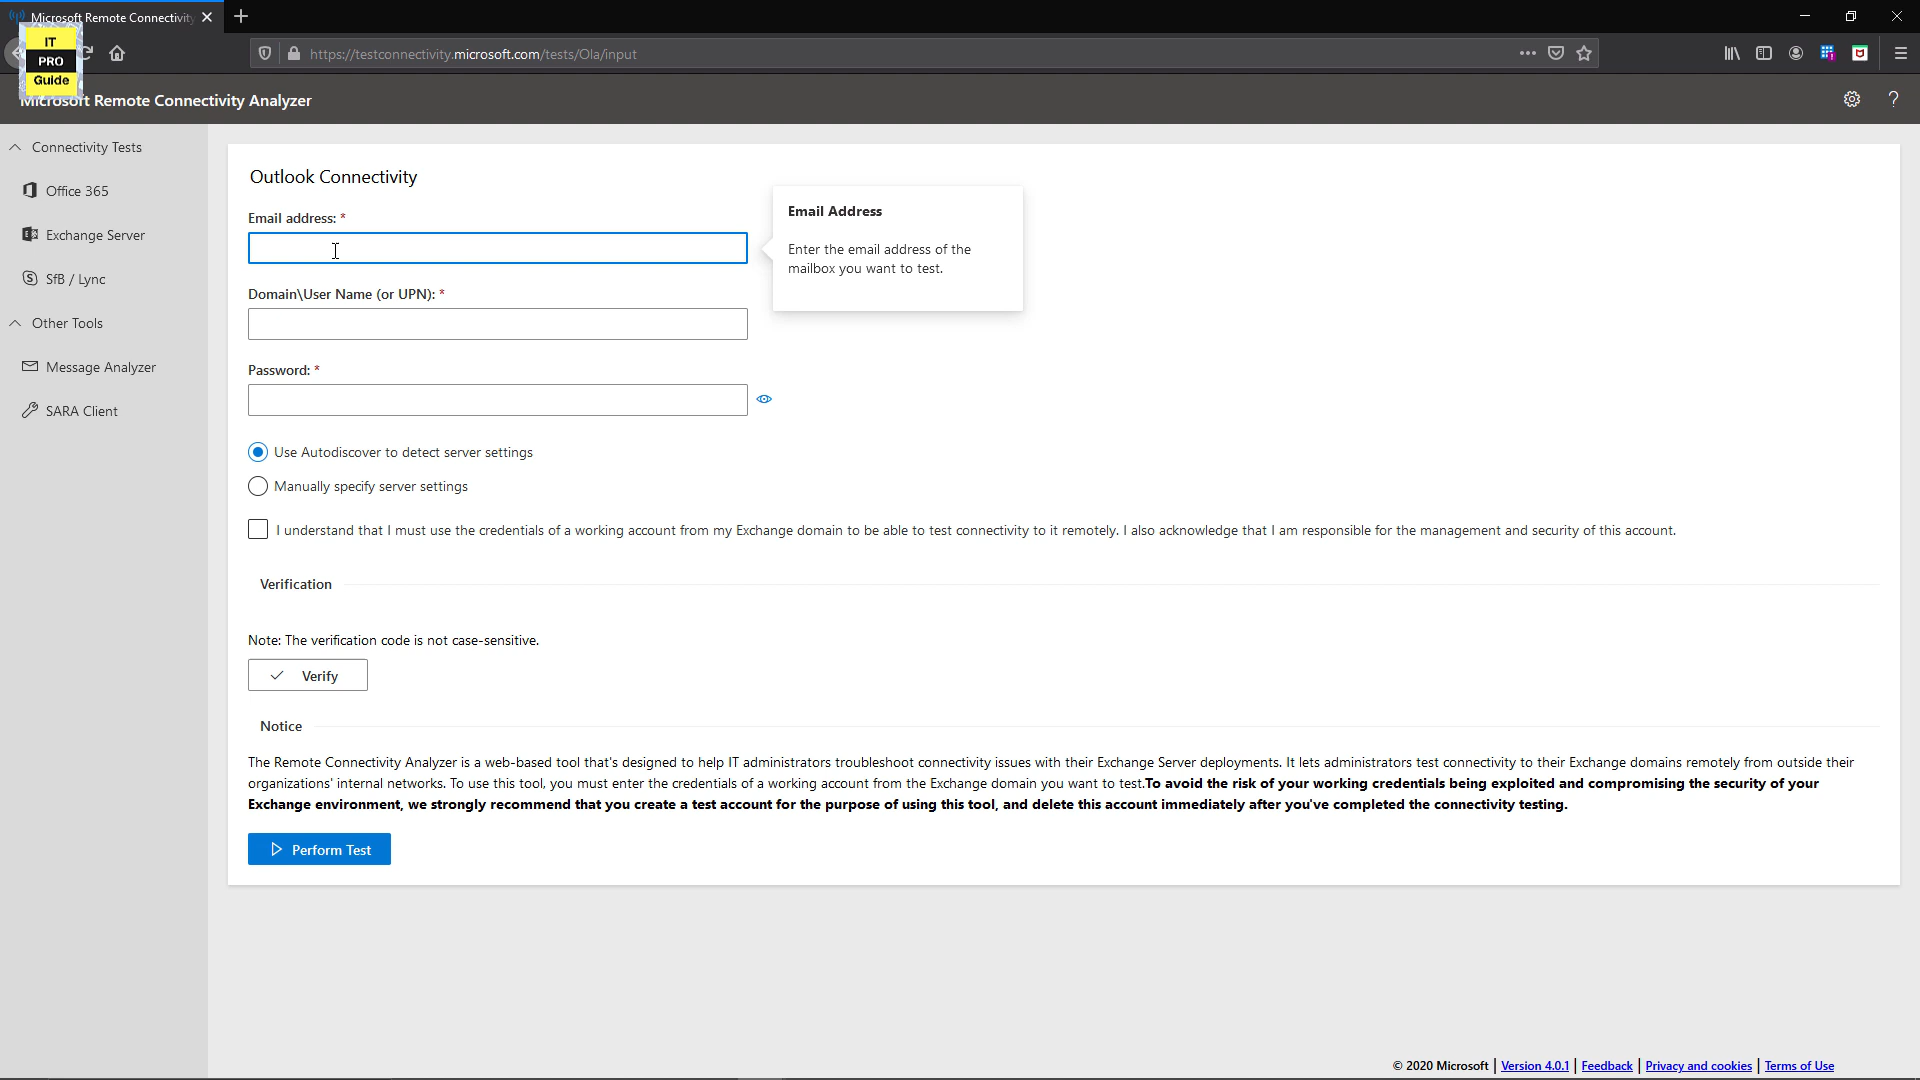 Microsoft Remote Connectivity
IT
PRO
Guide
https://testconnectivity.microsoft.com/tests/Ola/input
Microsoft Remote Connectivity Analyzer
?
Connectivity Tests
Office 365
Exchange Server
SfB / Lync
Other Tools
Message Analyzer
SARA Client
Outlook Connectivity
Email address: *
Email Address
Enter the email address of the
mailbox you want to test.
Domain\User Name (or UPN): *
Password: *
Use Autodiscover to detect server settings
Manually specify server settings
I understand that I must use the credentials of a working account from my Exchange domain to be able to test connectivity to it remotely. I also acknowledge that I am responsible for the management and security of this account.
Verification
Note: The verification code is not case-sensitive.
Verify
Notice
The Remote Connectivity Analyzer is a web-based tool that's designed to help IT administrators troubleshoot connectivity issues with their Exchange Server deployments. It lets administrators test connectivity to their Exchange domains remotely from outside their
organizations' internal networks. To use this tool, you must enter the credentials of a working account from the Exchange domain you want to test.To avoid the risk of your working credentials being exploited and compromising the security of your
Exchange environment, we strongly recommend that you create a test account for the purpose of using this tool, and delete this account immediately after you've completed the connectivity testing.
Perform Test
© 2020 Microsoft | Version 4.0.1 | Feedback | Privacy and cookies | Terms of Use